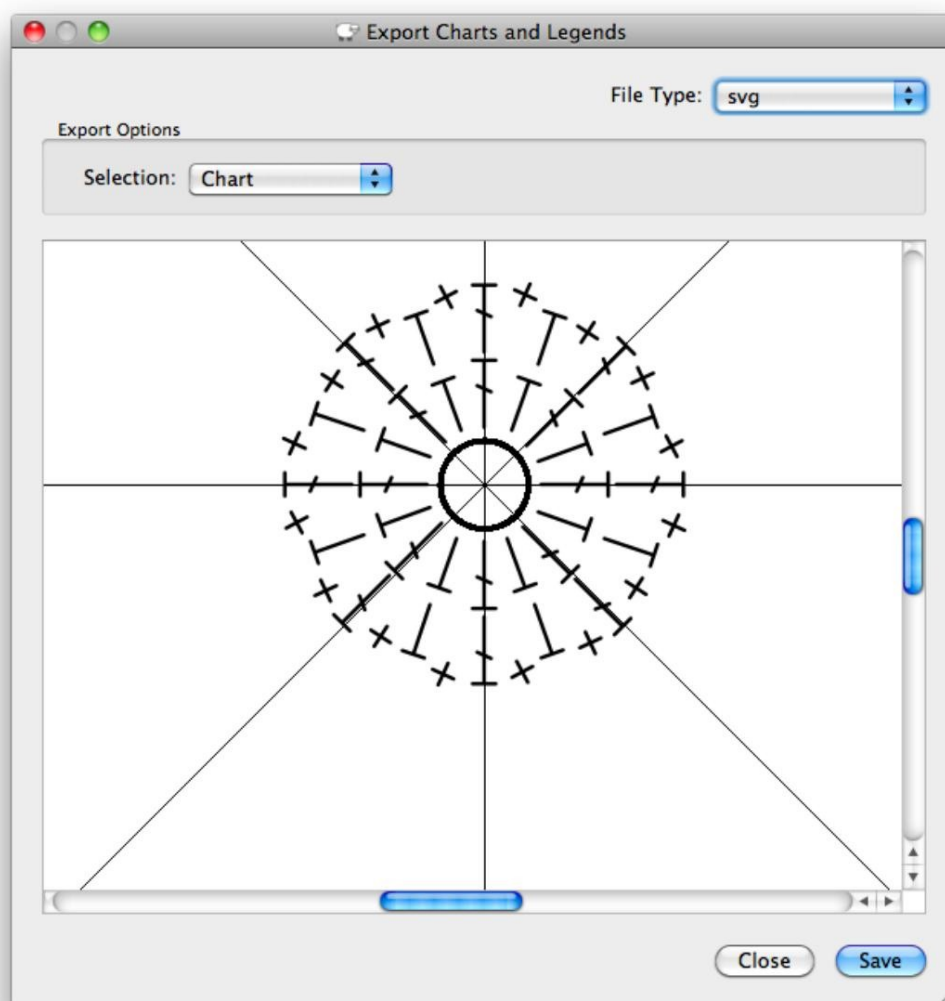 Export Charts and Legends
File Type: svg
Export Options
Selection: Chart
Close Save